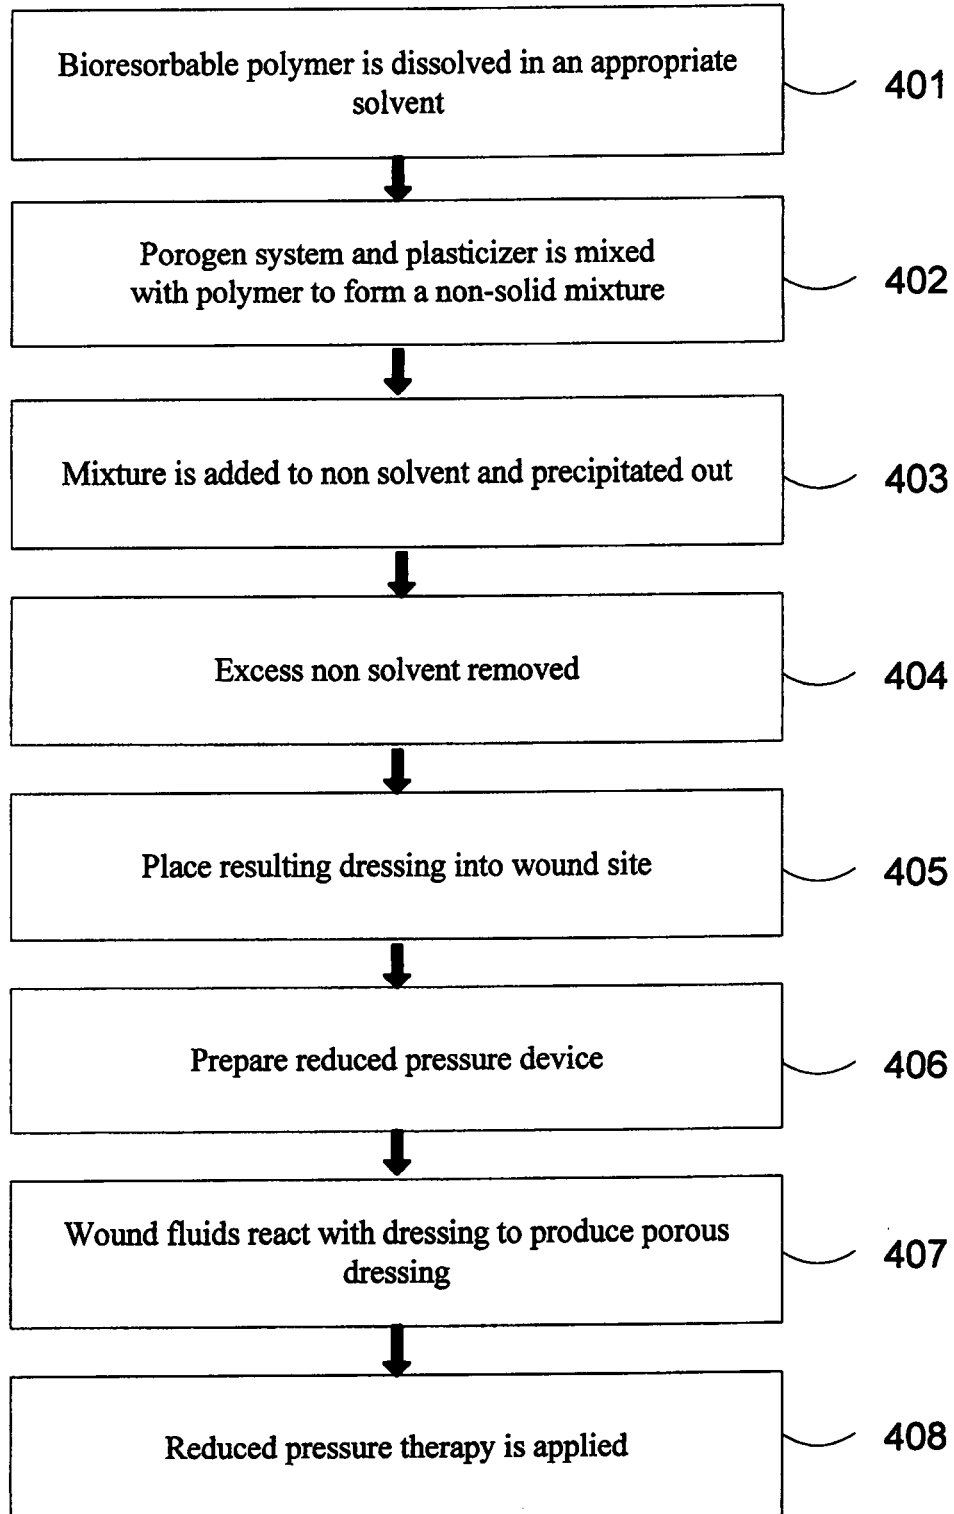 Bioresorbable polymer is dissolved in an appropriate
solvent
401
Porogen system and plasticizer is mixed
with polymer to form a non-solid mixture
402
Mixture is added to non solvent and precipitated out
403
Excess non solvent removed
404
Place resulting dressing into wound site
405
Prepare reduced pressure device
406
Wound fluids react with dressing to produce porous
dressing
407
Reduced pressure therapy is applied
408